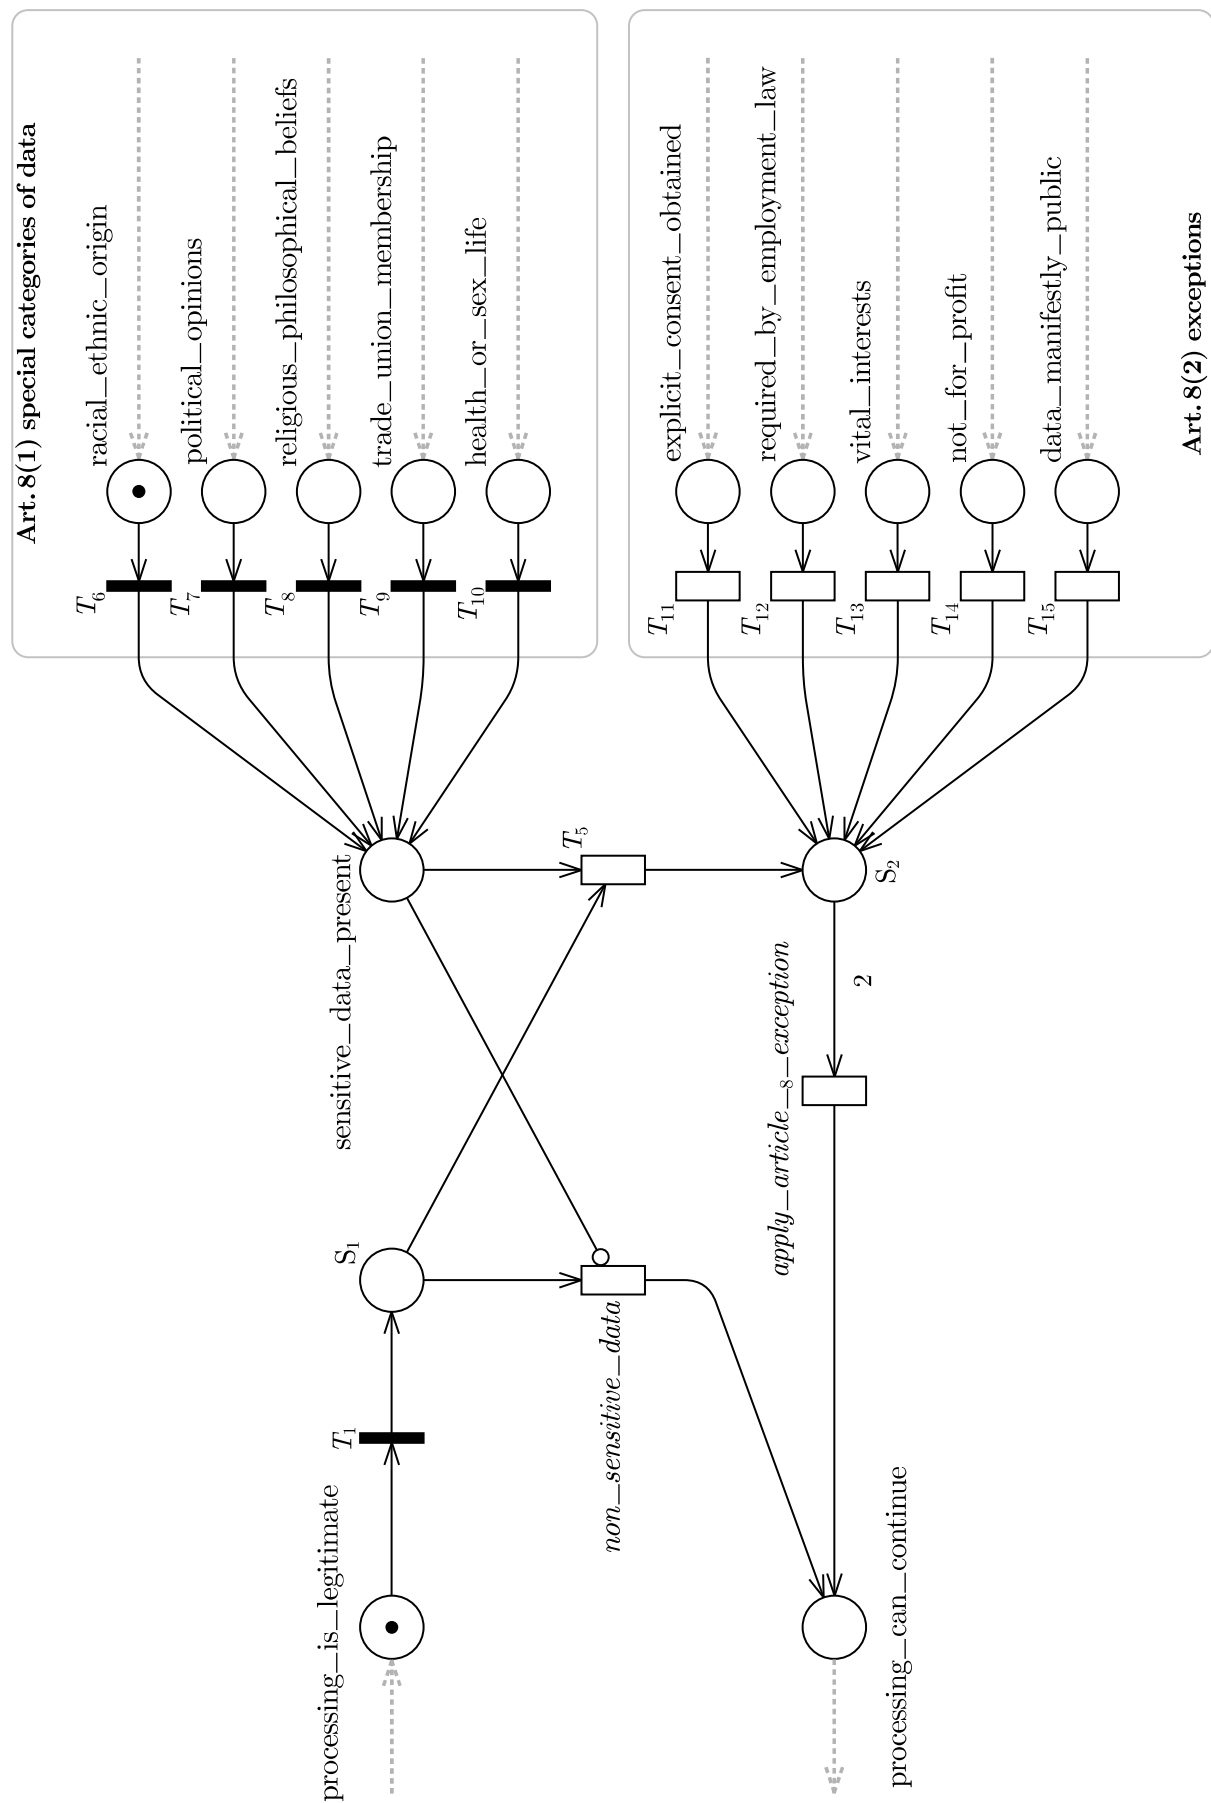 Art. 8(1) special categories of data
racial_ethnic_origin
political_opinions
religious_philosophical_beliefs
trade_union_membership
health_or_sex_life
T6
T7
T8
T9
T10
explicit_consent_obtained
required_by_employment_law
vital_interests
not_for_profit
data_manifestly_public
Art. 8(2) exceptions
T11
T12
T13
T14
T15
sensitive_data_present
T5
S2
2
apply_article_8_exception
S1
non_sensitive_data
T1
processing_is_legitimate
processing_can_continue